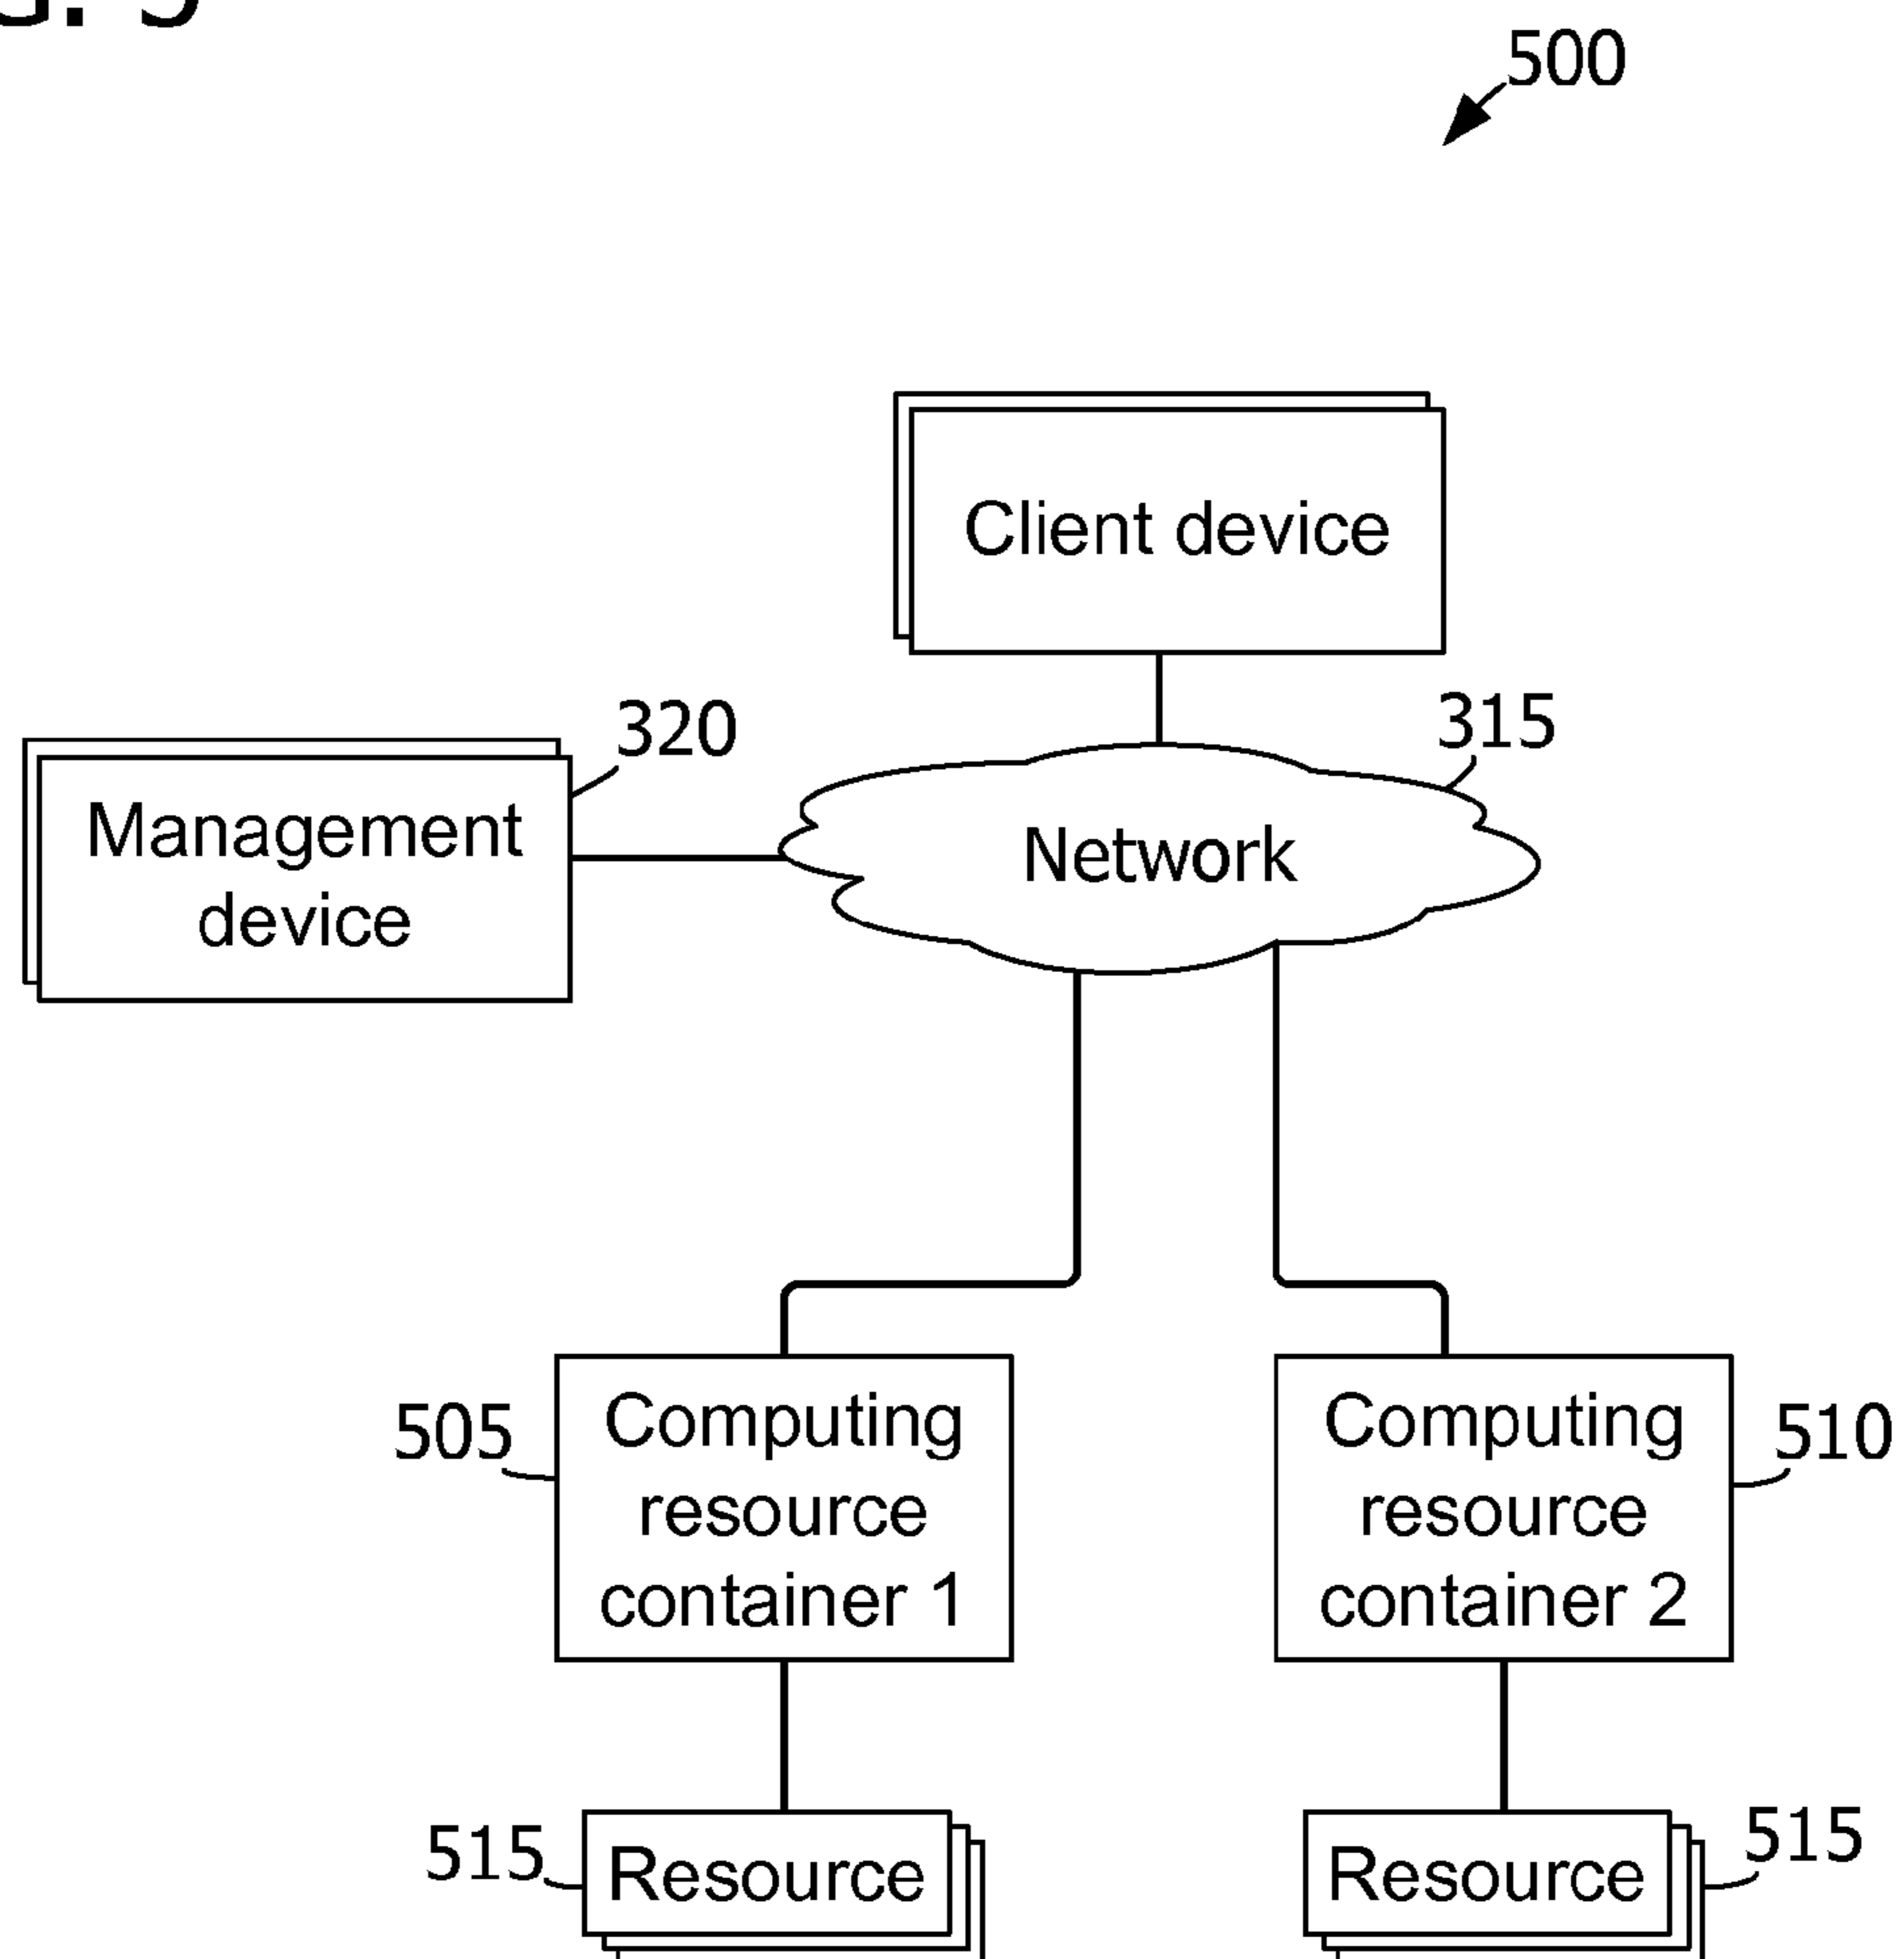 500
Client device
320
315
Management
device
Network
505
Computing
resource
container 1
Computing
resource
container 2
510
515
Resource
Resource
515